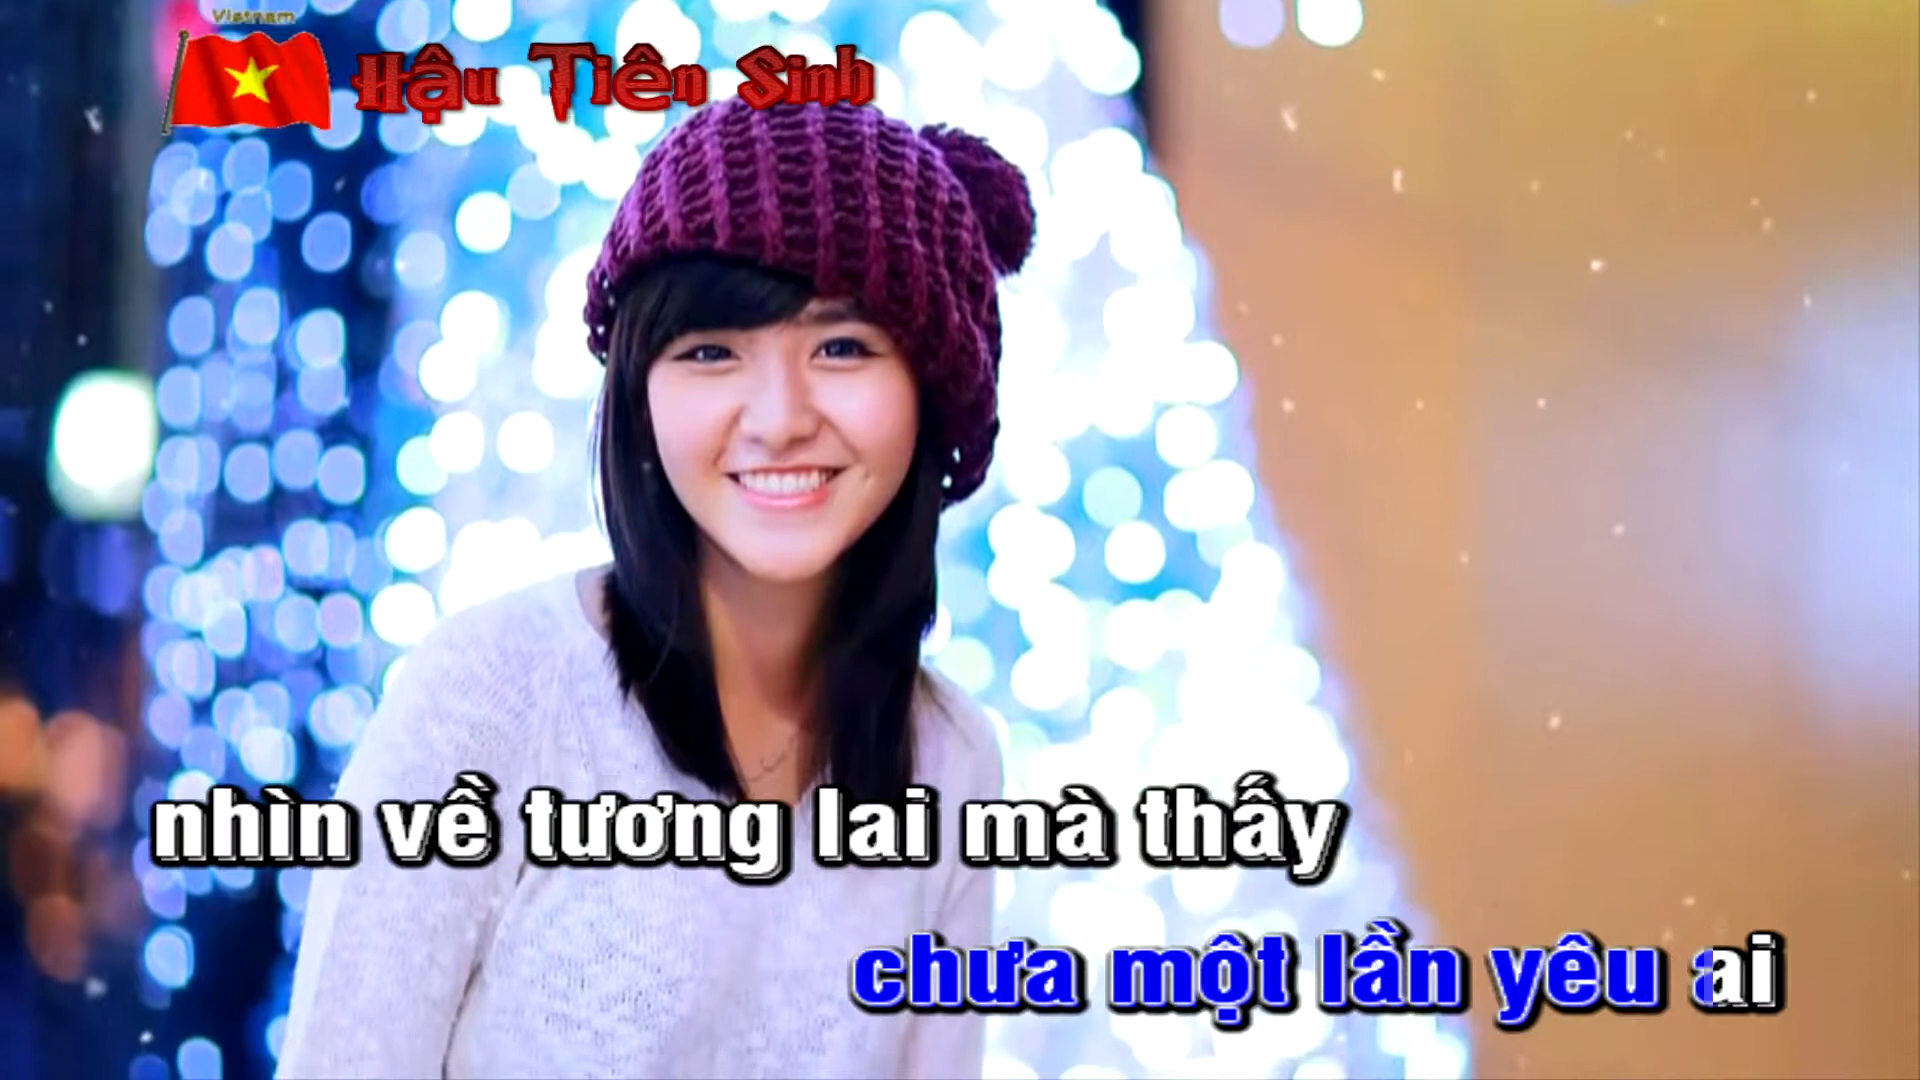 Vietnam
Hậu Tiên Sinh
nhìn về tương lai mà thấy
chưa một lần yêu ai